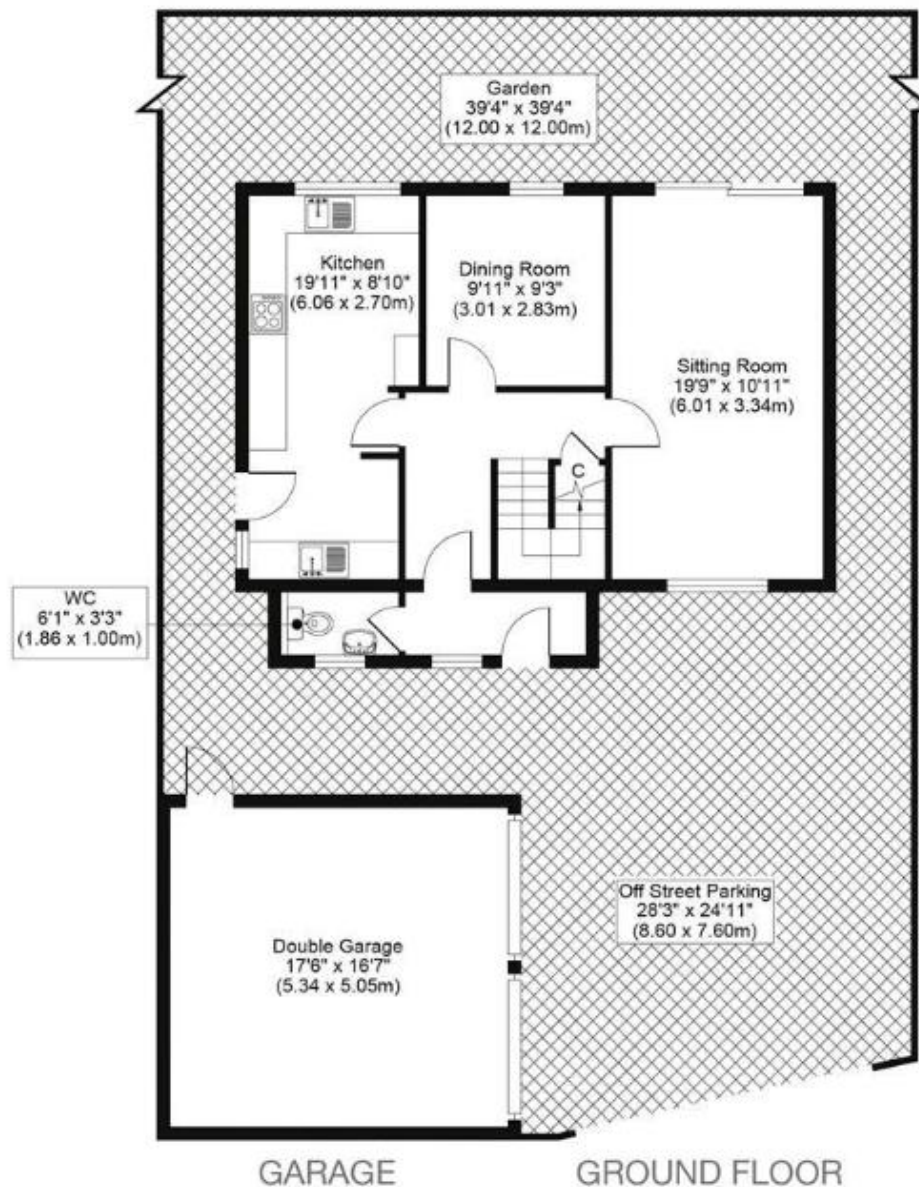 Garden
39'4" x 39'4"
(12.00 x 12.00m)
Kitchen
19'11" x 8'10"
(6.06 x 2.70m)
Dining Room
9'11" x 9'3"
(3.01 x 2.83m)
Sitting Room
19'9" x 10'11"
(6.01 x 3.34m)
C
WC
6'1" x 3'3"
(1.86 x 1.00m)
Off Street Parking
28'3" x 24'11"
(8.60 x 7.60m)
Double Garage
17'6" x 16'7"
(5.34 x 5.05m)
GARAGE
GROUND FLOOR